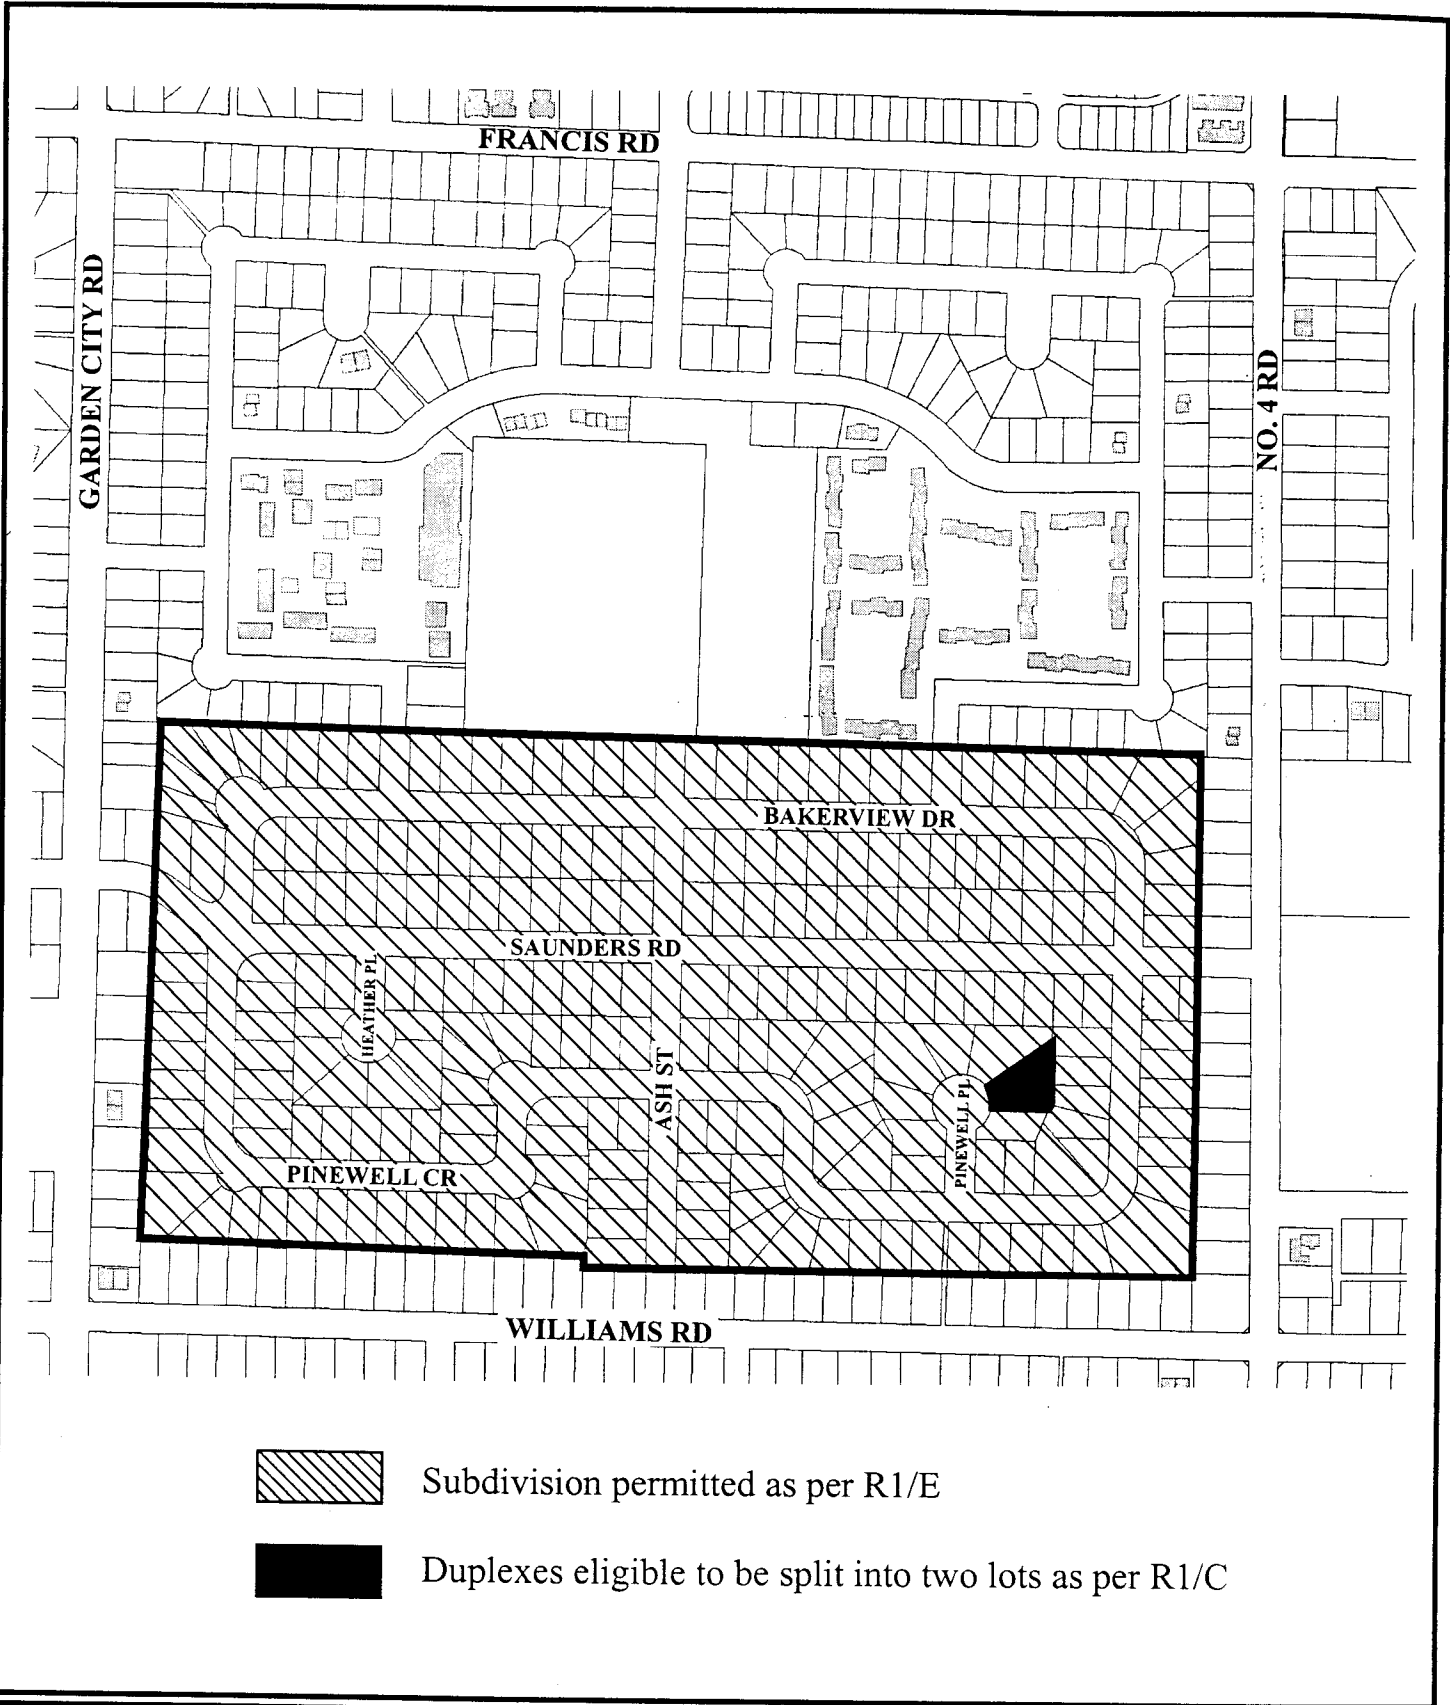 FRANCIS RD
GARDEN CITY RD
NO. 4 RD
BAKERVIEW DR
SAUNDERS RD
HEATHER PL
ASH ST
PINEWELL PL
PINEWELL CR
WILLIAMS RD
Subdivision permitted as per R1/E
Duplexes eligible to be split into two lots as per R1/C